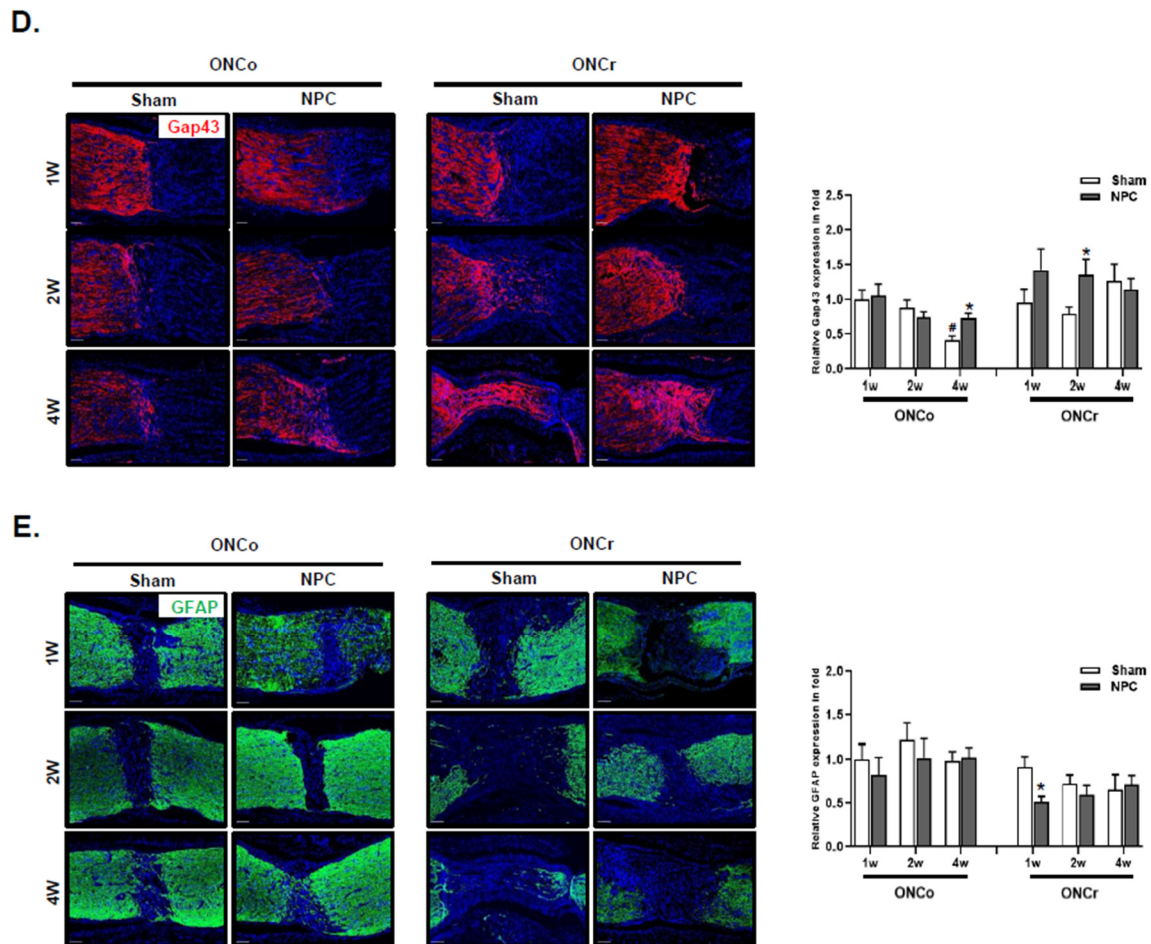 D.
ONCo
ONCr
Sham NPC Sham NPC
Gap43
1W
2W
4W
Relative Gap43 expression in fold
Sham
NPC
2.5
2.0
1.5
1.0
0.5
0.0
*
#
*
1w 2w 4w 1w 2w 4w
ONCo ONCr
E.
ONCo
ONCr
Sham NPC Sham NPC
GFAP
1W
2W
4W
Relative GFAP expression in fold
Sham
NPC
2.0
1.5
1.0
0.5
0.0
*
1w 2w 4w 1w 2w 4w
ONCo ONCr